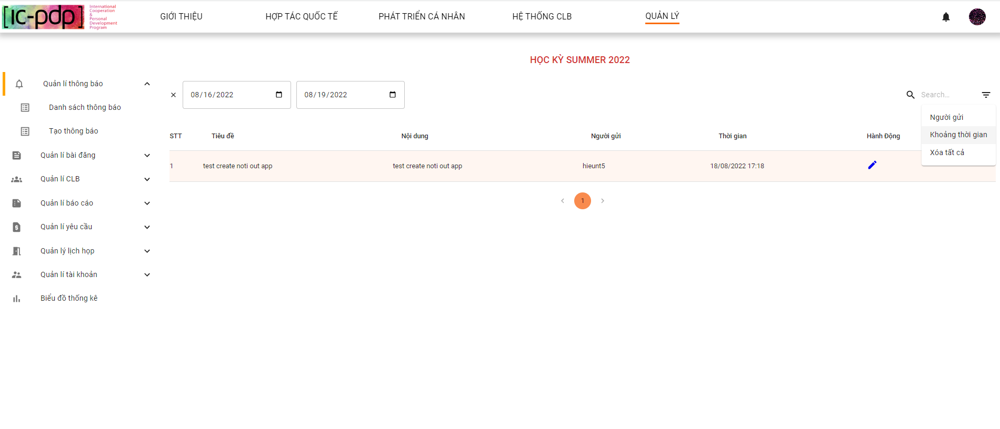 [ic-pdp]
International
Cooperation
&
Personal
Development
Program
GIỚI THIỆU
HỢP TÁC QUỐC TẾ
PHÁT TRIỂN CÁ NHÂN
HỆ THỐNG CLB
QUẢN LÝ
HỌC KỲ SUMMER 2022
Quản lí thông báo
Danh sách thông báo
Tạo thông báo
Quản lí bài đăng
Quản lí CLB
Quản lí báo cáo
Quản lí yêu cầu
Quản lý lịch họp
Quản lí tài khoản
Biểu đồ thống kê
08/16/2022
08/19/2022
Search...
Người gửi
Khoảng thời gian
Xóa tất cả
STT Tiêu đề Nội dung Người gửi Thời gian Hành Động
1 test create noti out app test create noti out app hieunt5 18/08/2022 17:18
1